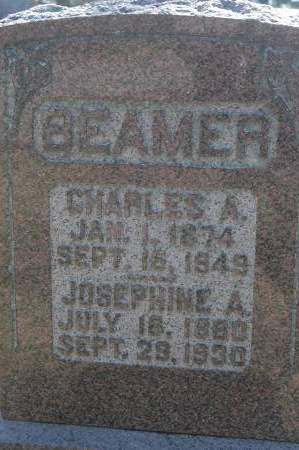 BEAMER
CHARLES A.
JAN. 1, 1874
SEPT. 15, 1949
JOSEPHINE A.
JULY 16, 1880
SEPT. 29, 1930